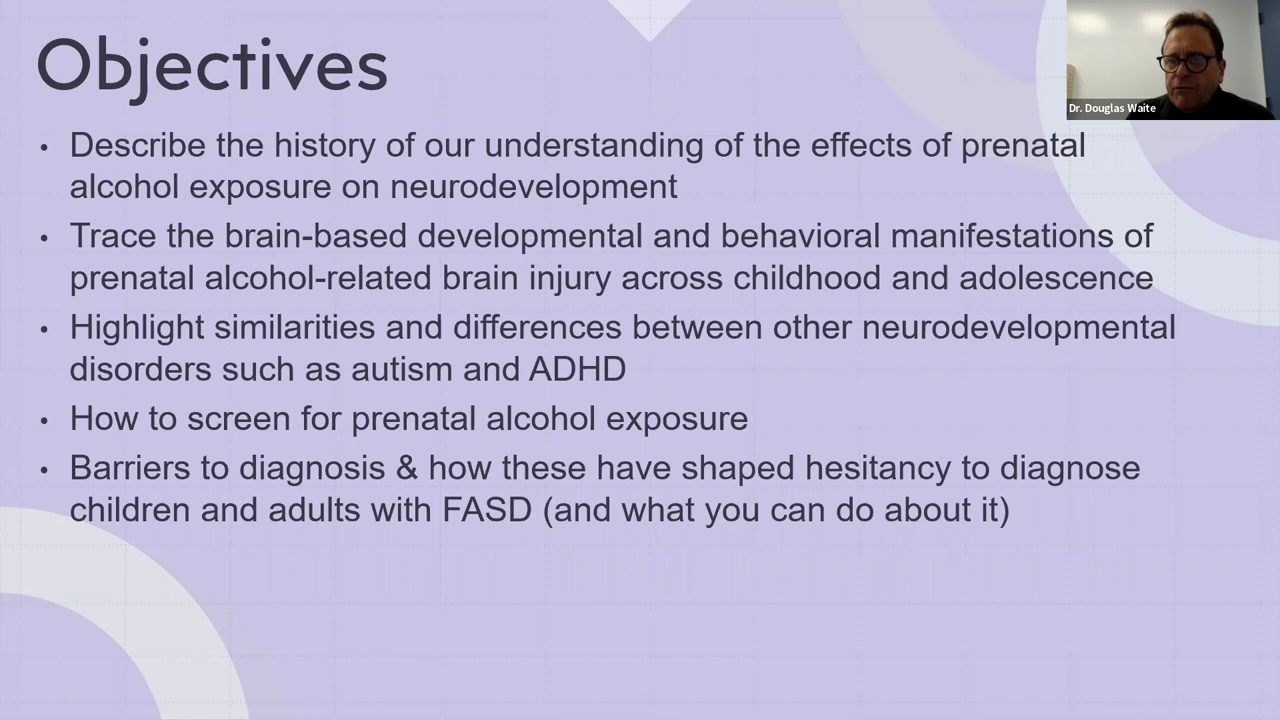 Objectives
Dr. Douglas Waite
• Describe the history of our understanding of the effects of prenatal
alcohol exposure on neurodevelopment
• Trace the brain-based developmental and behavioral manifestations of
prenatal alcohol-related brain injury across childhood and adolescence
• Highlight similarities and differences between other neurodevelopmental
disorders such as autism and ADHD
• How to screen for prenatal alcohol exposure
• Barriers to diagnosis & how these have shaped hesitancy to diagnose
children and adults with FASD (and what you can do about it)